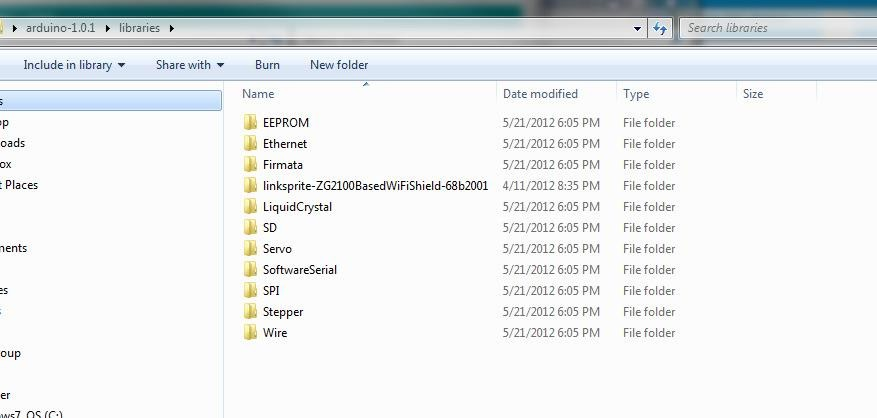 arduino-1.0.1 libraries Search libraries
Include in library Share with Burn New folder
Name Date modified Type Size
EEPROM 5/21/2012 6:05 PM File folder
Ethernet 5/21/2012 6:05 PM File folder
Firmata 5/21/2012 6:05 PM File folder
linksprite-ZG2100BasedWiFiShield-68b2001 4/11/2012 8:35 PM File folder
LiquidCrystal 5/21/2012 6:05 PM File folder
SD 5/21/2012 6:05 PM File folder
Servo 5/21/2012 6:05 PM File folder
SoftwareSerial 5/21/2012 6:05 PM File folder
SPI 5/21/2012 6:05 PM File folder
Stepper 5/21/2012 6:05 PM File folder
Wire 5/21/2012 6:05 PM File folder
s
op
oads
ox
t Places
ments
es
s
oup
er
ows7_OS (C:)